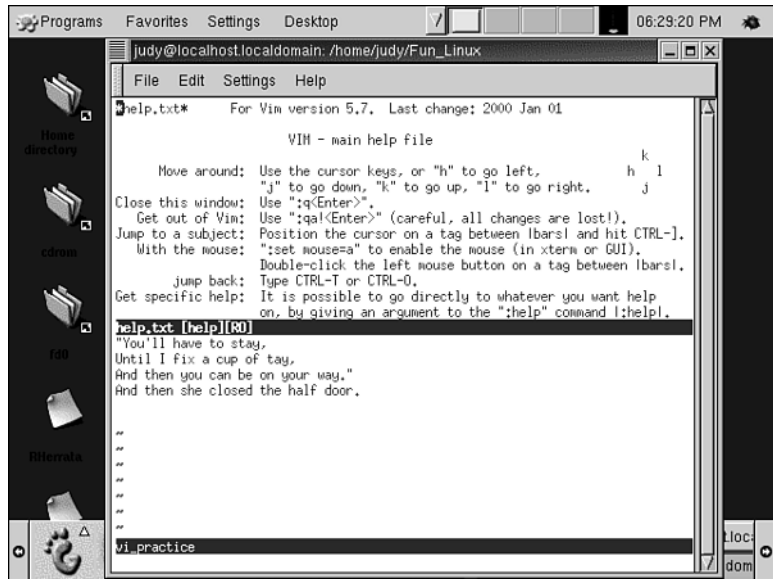 Programs Favorites Settings Desktop 06:29:20 PM
judy@localhost.localdomain: /home/judy/Fun_Linux
File Edit Settings Help
*help.txt* For Vim version 5.7. Last change: 2000 Jan 01
VIM - main help file
k
Move around: Use the cursor keys, or "h" to go left, h l
"j" to go down, "k" to go up, "l" to go right. j
Close this window: Use ":q<Enter>".
Get out of Vim: Use ":qa!<Enter>" (careful, all changes are lost!).
Jump to a subject: Position the cursor on a tag between |bars| and hit CTRL-].
With the mouse: ":set mouse=a" to enable the mouse (in xterm or GUI).
Double-click the left mouse button on a tag between |bars|.
jump back: Type CTRL-T or CTRL-O.
Get specific help: It is possible to go directly to whatever you want help
on, by giving an argument to the ":help" command |:help|.
help.txt [help][RO]
"You'll have to stay,
Until I fix a cup of tay,
And then you can be on your way."
And then she closed the half door.
~
~
~
~
~
~
~
vi_practice
Home
directory
cdrom
fd0
RHerrata
t.loc
dom